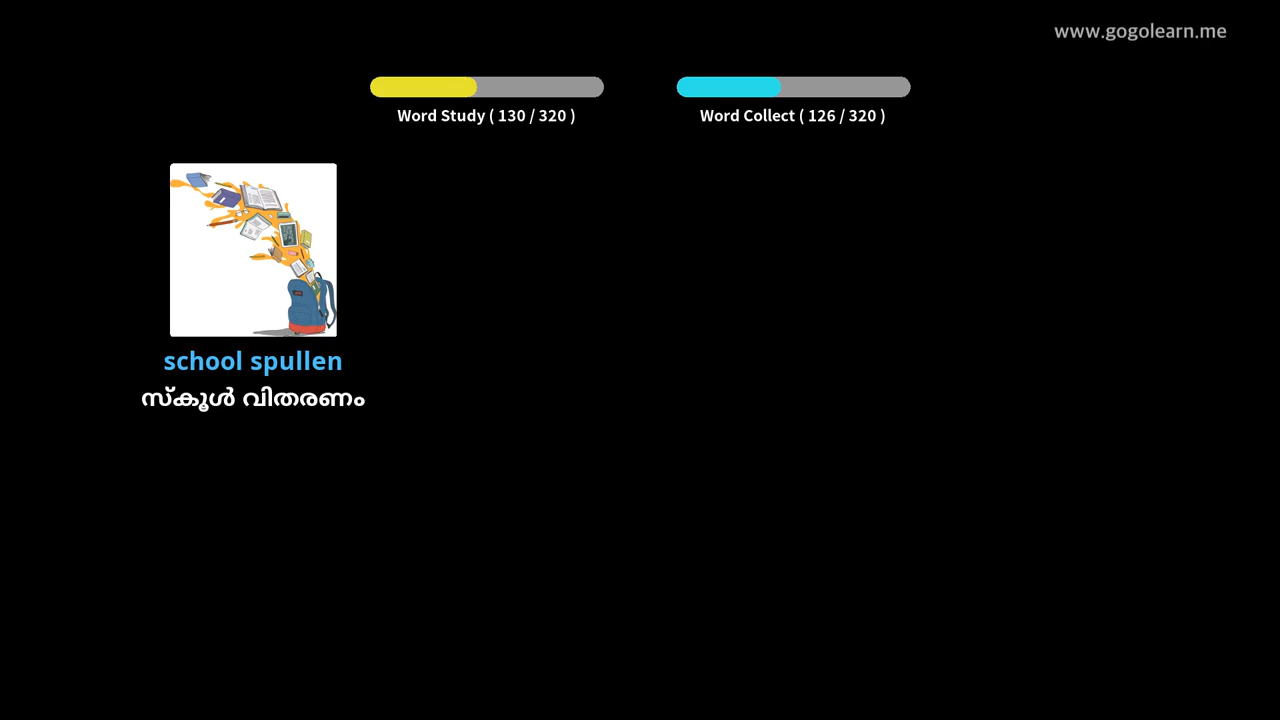 www.gogolearn.me
Word Study ( 130 / 320 )
Word Collect ( 126 / 320 )
school spullen
സ്കൂൾ വിതരണം